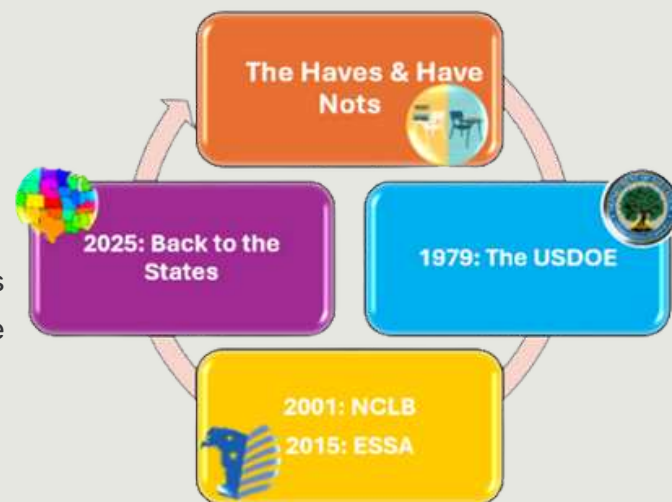 The Haves & Have
Nots
1979: The USDOE
2001: NCLB
2015: ESSA
2025: Back to the
States
s
e